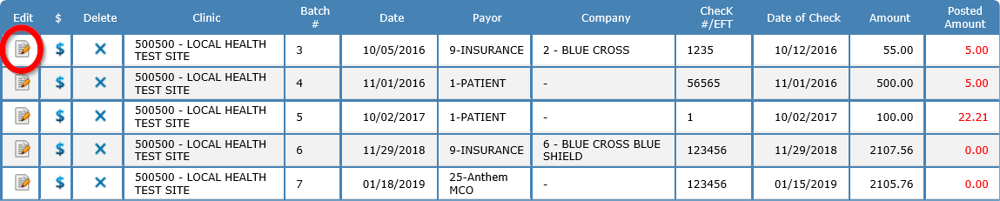 Edit $ Delete Clinic Batch # Date Payor Company ChecK #/EFT Date of Check Amount Posted Amount
$ 500500 - LOCAL HEALTH TEST SITE 3 10/05/2016 9-INSURANCE 2 - BLUE CROSS 1235 10/12/2016 55.00 5.00
$ 500500 - LOCAL HEALTH TEST SITE 4 11/01/2016 1-PATIENT - 56565 11/01/2016 500.00 5.00
$ 500500 - LOCAL HEALTH TEST SITE 5 10/02/2017 1-PATIENT - 1 10/02/2017 100.00 22.21
$ 500500 - LOCAL HEALTH TEST SITE 6 11/29/2018 9-INSURANCE 6 - BLUE CROSS BLUE SHIELD 123456 11/29/2018 2107.56 0.00
$ 500500 - LOCAL HEALTH TEST SITE 7 01/18/2019 25-Anthem MCO - 123456 01/15/2019 2105.76 0.00